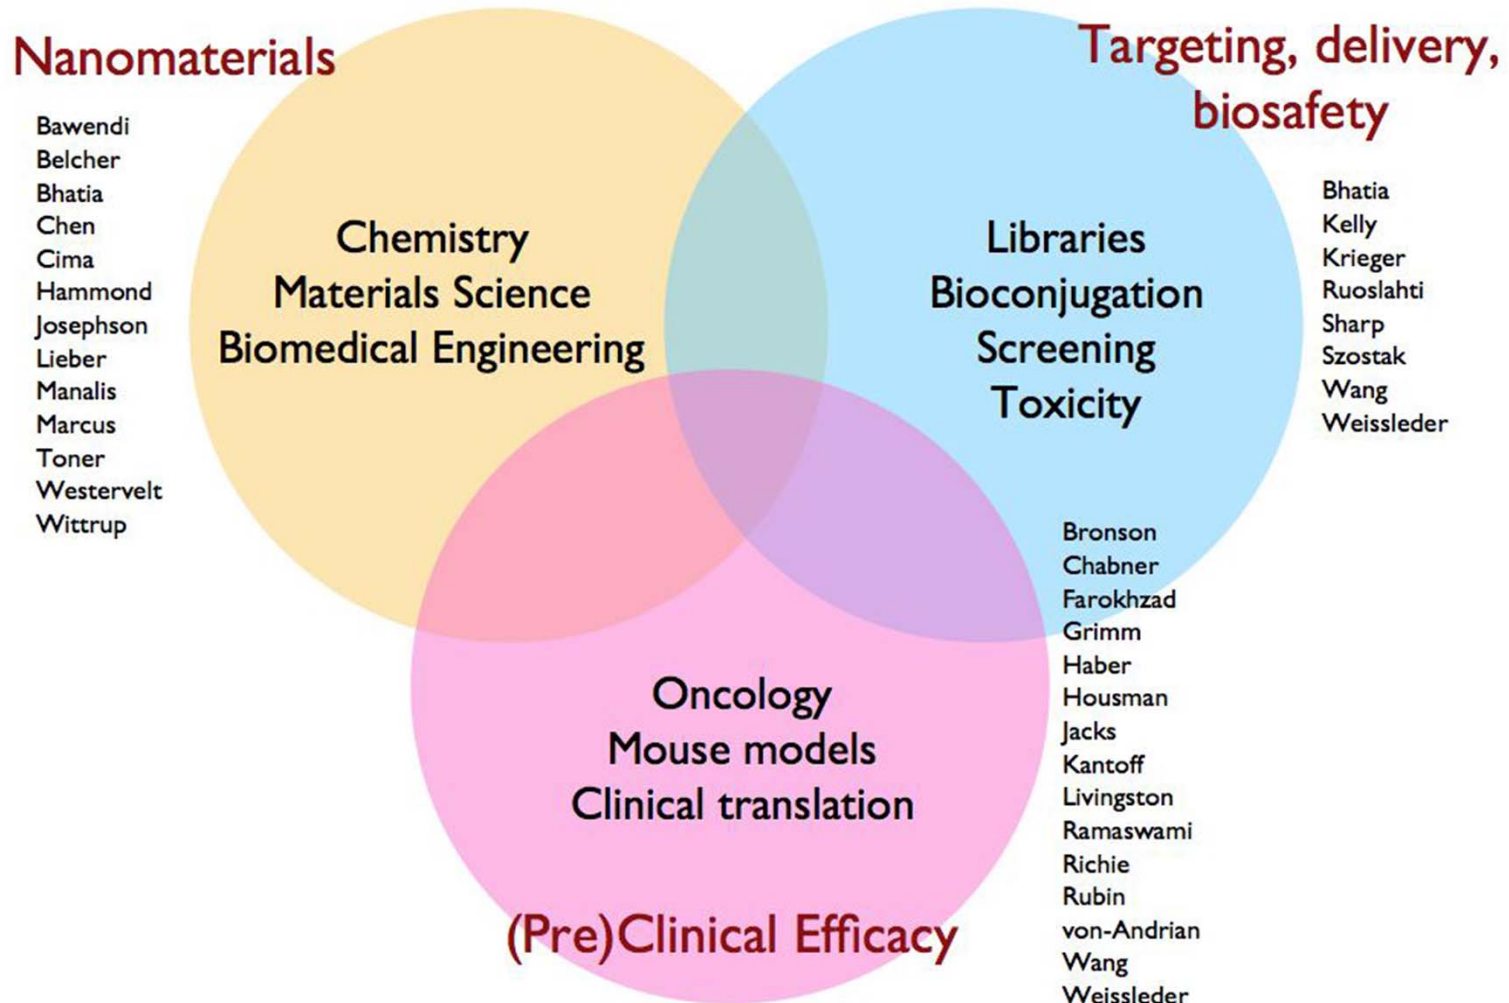 Nanomaterials
Bawendi
Belcher
Bhatia
Chen
Cima
Hammond
Josephson
Lieber
Manalis
Marcus
Toner
Westervelt
Wittrup
Chemistry
Materials Science
Biomedical Engineering
Targeting, delivery,
biosafety
Libraries
Bioconjugation
Screening
Toxicity
Bhatia
Kelly
Krieger
Ruoslahti
Sharp
Szostak
Wang
Weissleder
Oncology
Mouse models
Clinical translation
(Pre)Clinical Efficacy
Bronson
Chabner
Farokhzad
Grimm
Haber
Housman
Jacks
Kantoff
Livingston
Ramaswami
Richie
Rubin
von-Andrian
Wang
Weissleder